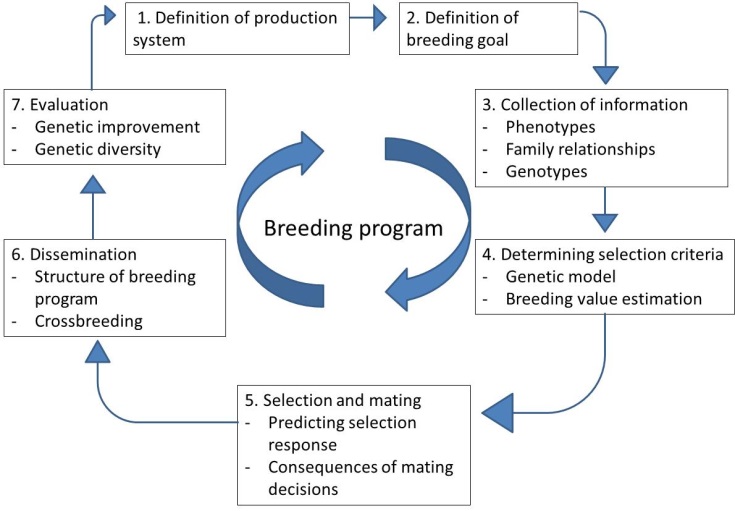 1. Definition of production
system
2. Definition of
breeding goal
3. Collection of information
- Phenotypes
- Family relationships
- Genotypes
4. Determining selection criteria
- Genetic model
- Breeding value estimation
5. Selection and mating
- Predicting selection
response
- Consequences of mating
decisions
6. Dissemination
- Structure of breeding
program
- Crossbreeding
7. Evaluation
- Genetic improvement
- Genetic diversity
Breeding program